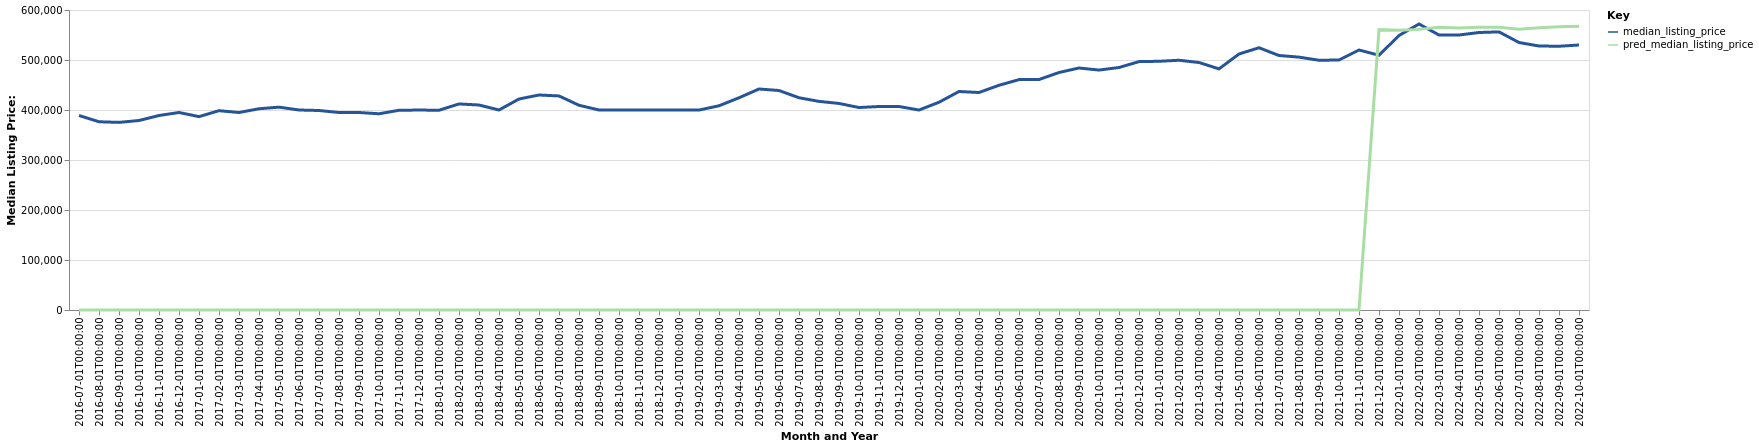 600,000
500,000
400,000
300,000
200,000
100,000
0
Median Listing Price:
2016-07-01T00:00:00
2016-08-01T00:00:00
2016-09-01T00:00:00
2016-10-01T00:00:00
2016-11-01T00:00:00
2016-12-01T00:00:00
2017-01-01T00:00:00
2017-02-01T00:00:00
2017-03-01T00:00:00
2017-04-01T00:00:00
2017-05-01T00:00:00
2017-06-01T00:00:00
2017-07-01T00:00:00
2017-08-01T00:00:00
2017-09-01T00:00:00
2017-10-01T00:00:00
2017-11-01T00:00:00
2017-12-01T00:00:00
2018-01-01T00:00:00
2018-02-01T00:00:00
2018-03-01T00:00:00
2018-04-01T00:00:00
2018-05-01T00:00:00
2018-06-01T00:00:00
2018-07-01T00:00:00
2018-08-01T00:00:00
2018-09-01T00:00:00
2018-10-01T00:00:00
2018-11-01T00:00:00
2018-12-01T00:00:00
2019-01-01T00:00:00
2019-02-01T00:00:00
2019-03-01T00:00:00
2019-04-01T00:00:00
2019-05-01T00:00:00
2019-06-01T00:00:00
2019-07-01T00:00:00
2019-08-01T00:00:00
2019-09-01T00:00:00
2019-10-01T00:00:00
2019-11-01T00:00:00
2019-12-01T00:00:00
2020-01-01T00:00:00
2020-02-01T00:00:00
2020-03-01T00:00:00
2020-04-01T00:00:00
2020-05-01T00:00:00
2020-06-01T00:00:00
2020-07-01T00:00:00
2020-08-01T00:00:00
2020-09-01T00:00:00
2020-10-01T00:00:00
2020-11-01T00:00:00
2020-12-01T00:00:00
2021-01-01T00:00:00
2021-02-01T00:00:00
2021-03-01T00:00:00
2021-04-01T00:00:00
2021-05-01T00:00:00
2021-06-01T00:00:00
2021-07-01T00:00:00
2021-08-01T00:00:00
2021-09-01T00:00:00
2021-10-01T00:00:00
2021-11-01T00:00:00
2021-12-01T00:00:00
2022-01-01T00:00:00
2022-02-01T00:00:00
2022-03-01T00:00:00
2022-04-01T00:00:00
2022-05-01T00:00:00
2022-06-01T00:00:00
2022-07-01T00:00:00
2022-08-01T00:00:00
2022-09-01T00:00:00
2022-10-01T00:00:00
Month and Year
Key
median_listing_price
pred_median_listing_price